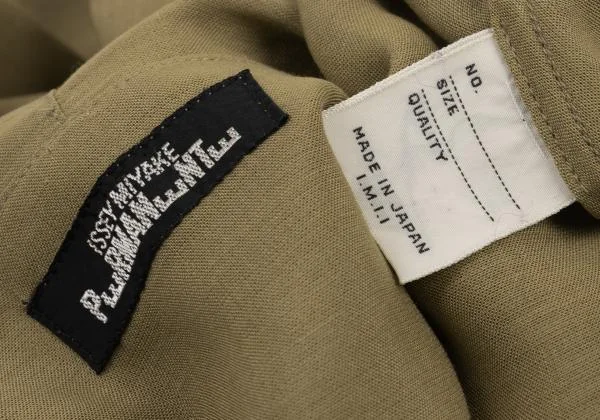 ISSEY MIYAKE
PERMANENTE
NO.
SIZE
QUALITY
MADE IN JAPAN
I.M.I.I